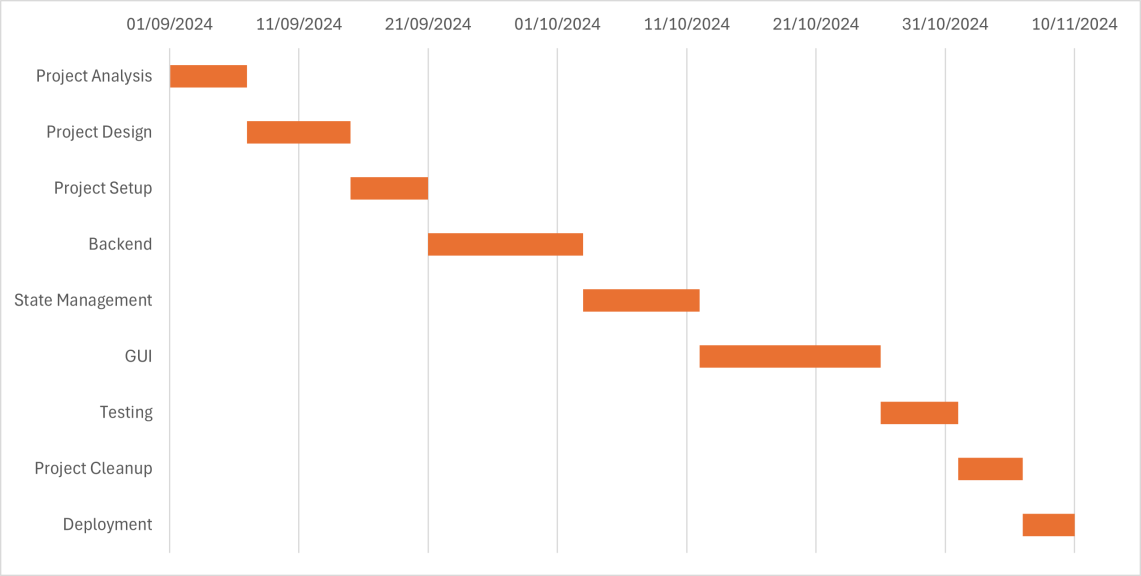 01/09/2024 11/09/2024 21/09/2024 01/10/2024 11/10/2024 21/10/2024 31/10/2024 10/11/2024
Project Analysis
Project Design
Project Setup
Backend
State Management
GUI
Testing
Project Cleanup
Deployment